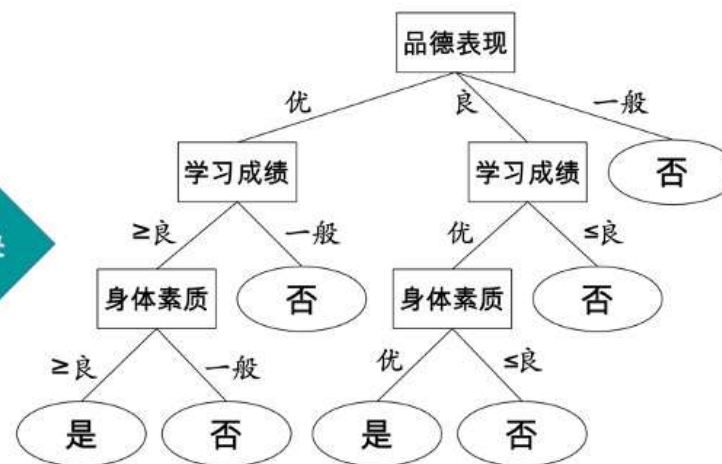 品德表现
优
良
一般
学习成绩
学习成绩
否
≥良
一般
优
≤良
身体素质
否
身体素质
否
≥良
一般
优
≤良
是
否
是
否